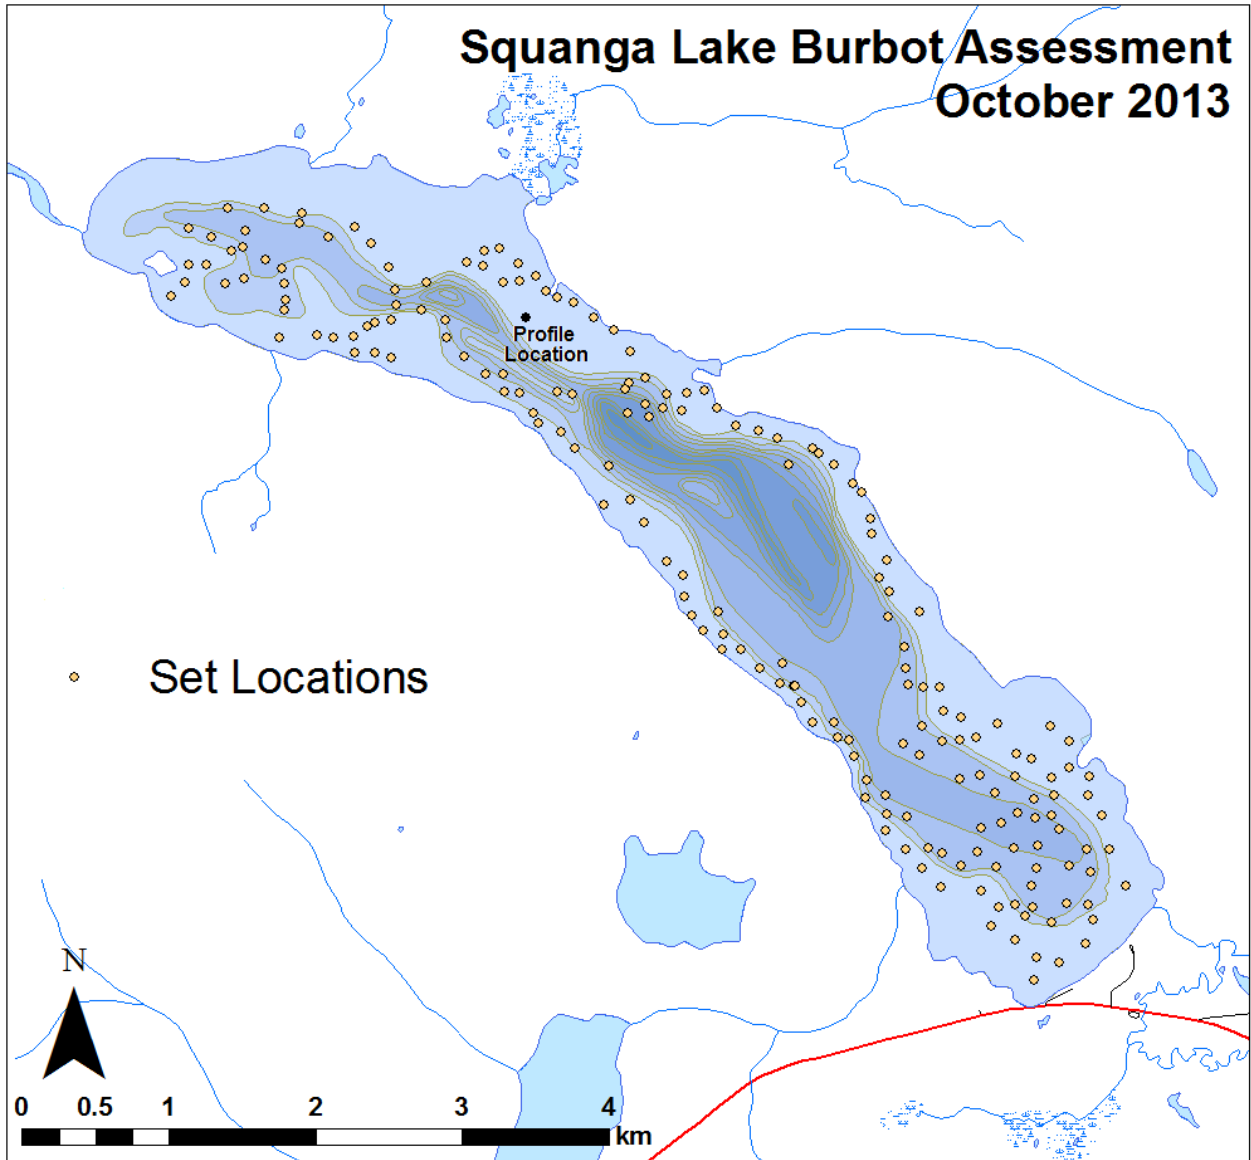 Squanga Lake Burbot Assessment
October 2013
Profile
Location
Set Locations
N
0 0.5 1 2 3 4
km